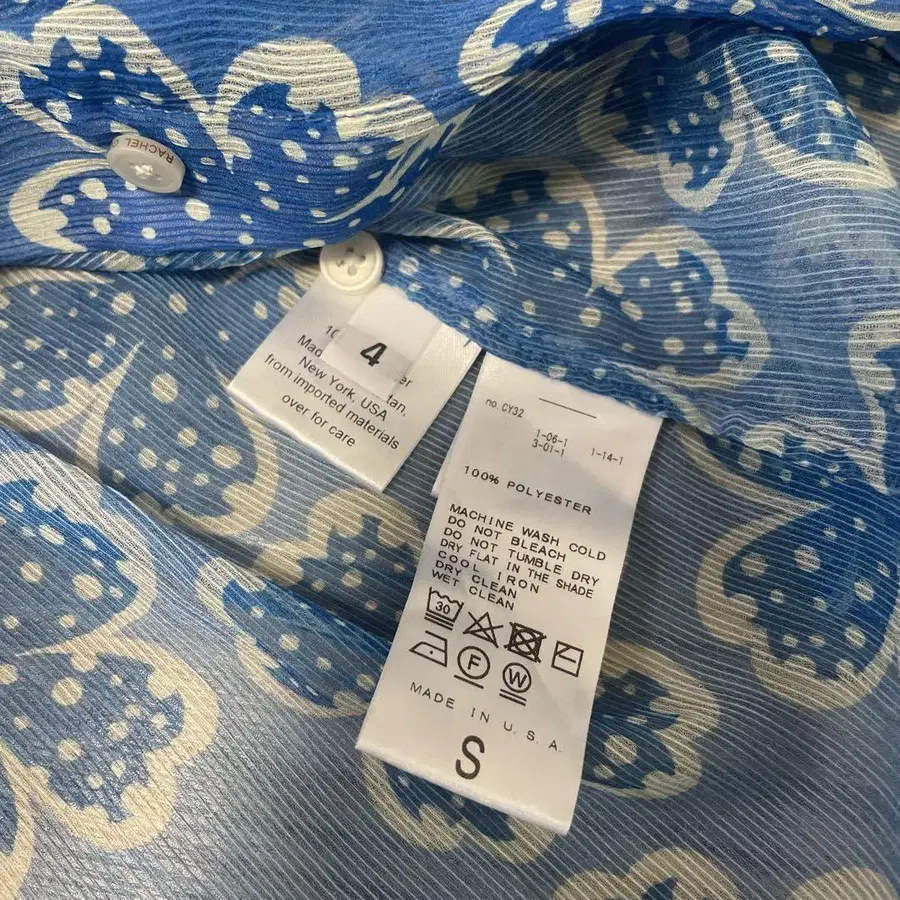 RACHEL
4
New York, USA
from imported materials
over for care
no. CY32
1-06-1
3-01-1
1-14-1
100% POLYESTER
MACHINE WASH COLD
DO NOT BLEACH
DO NOT TUMBLE DRY
DRY FLAT IN THE SHADE
COOL IRON
DRY CLEAN
WET CLEAN
30
F
W
MADE IN U.S.A.
S